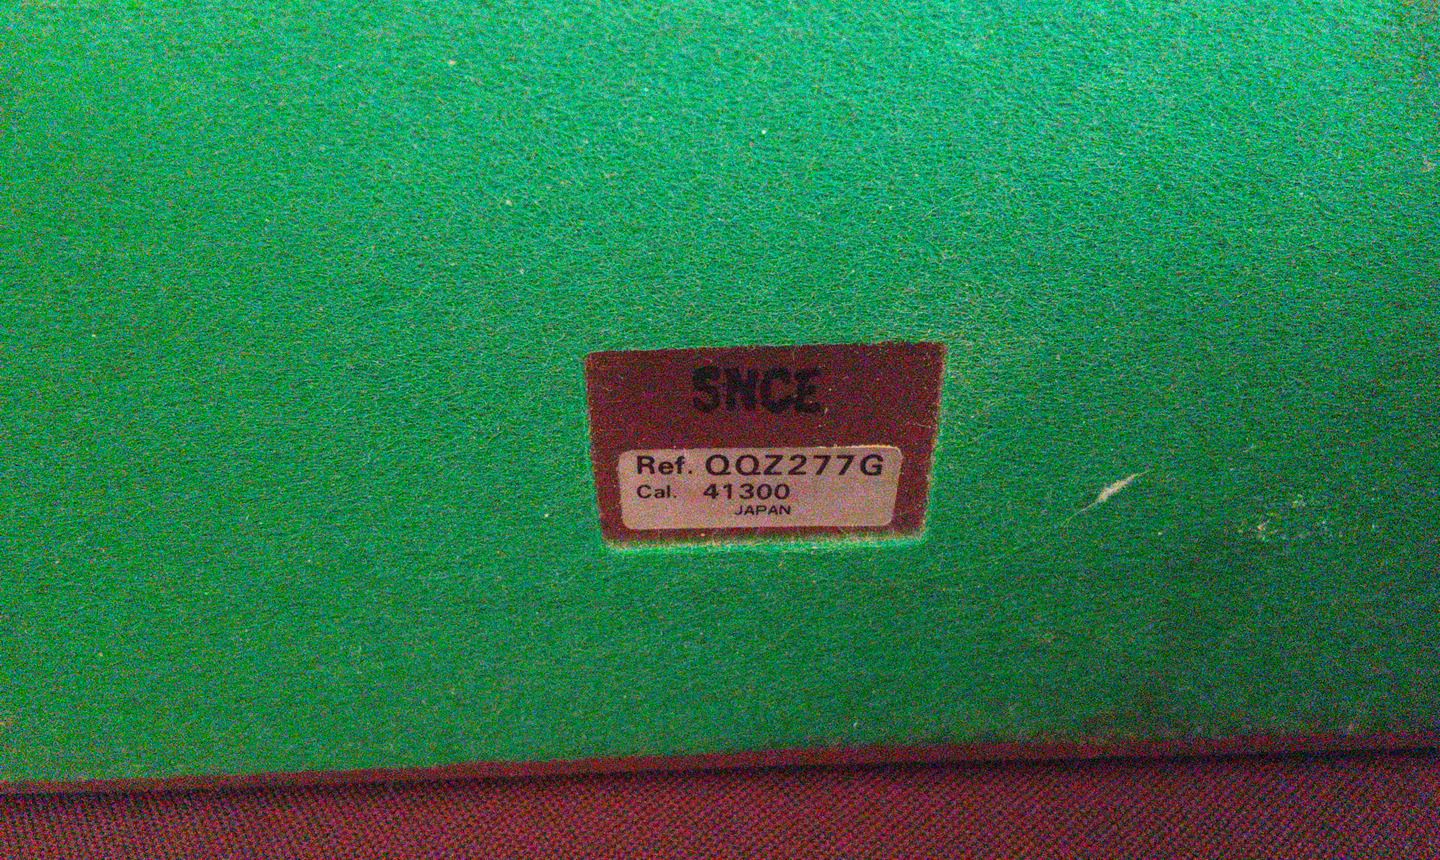 SNCE
Ref. QQZ277G
Cal. 41300
JAPAN